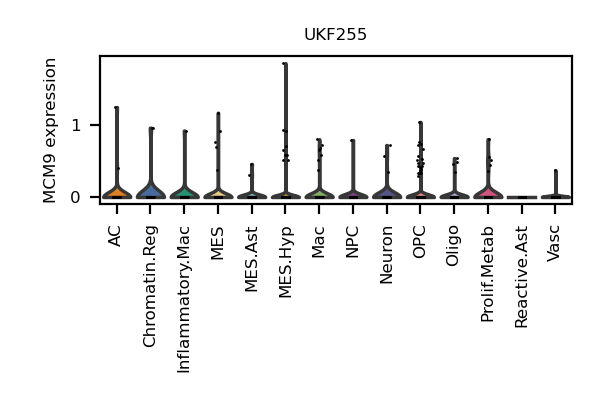 UKF255
MCM9 expression
1
0
AC
Chromatin.Reg
Inflammatory.Mac
MES
MES.Ast
MES.Hyp
Mac
NPC
Neuron
OPC
Oligo
Prolif.Metab
Reactive.Ast
Vasc